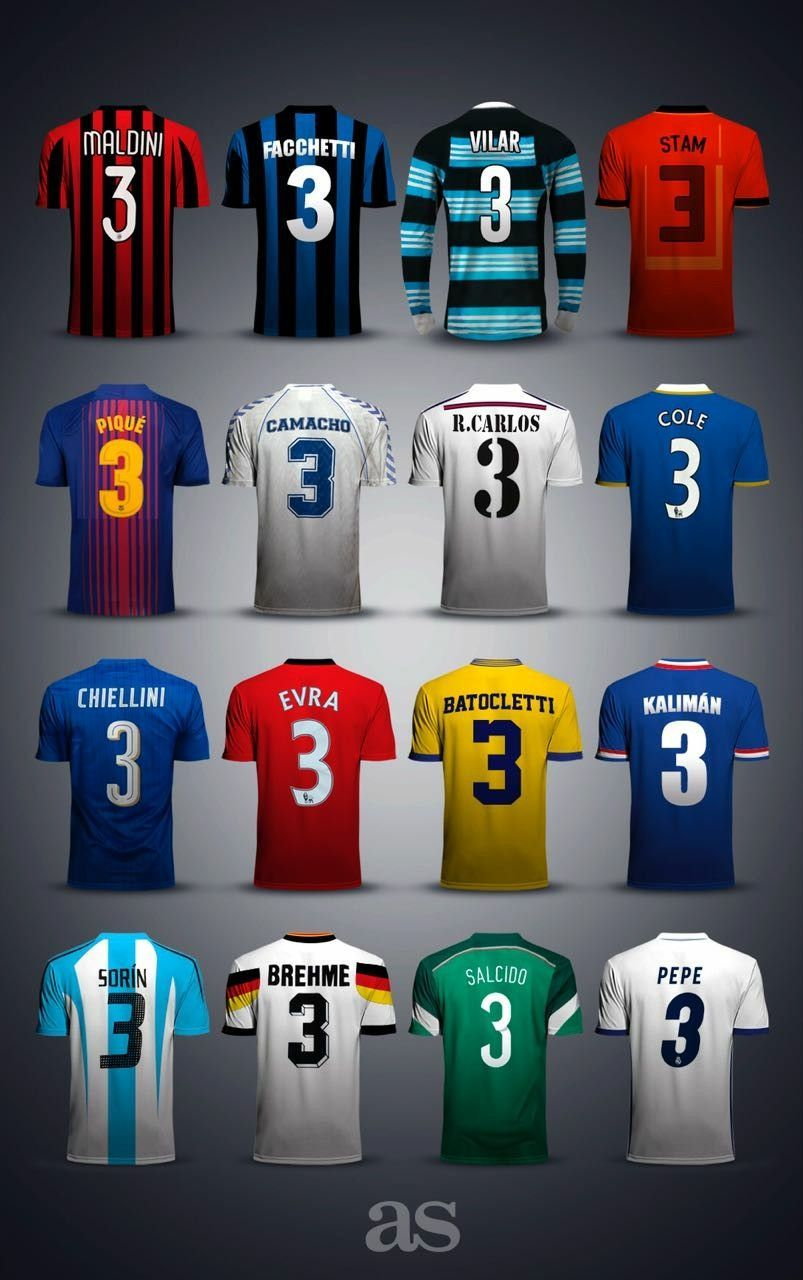 MALDINI
3
FACCHETTI
3
VILAR
3
STAM
3
PIQUÉ
3
CAMACHO
3
R.CARLOS
3
COLE
3
CHIELLINI
3
EVRA
3
BATOCLETTI
3
KALIMÁN
3
SORÍN
3
BREHME
3
SALCIDO
3
PEPE
3
as